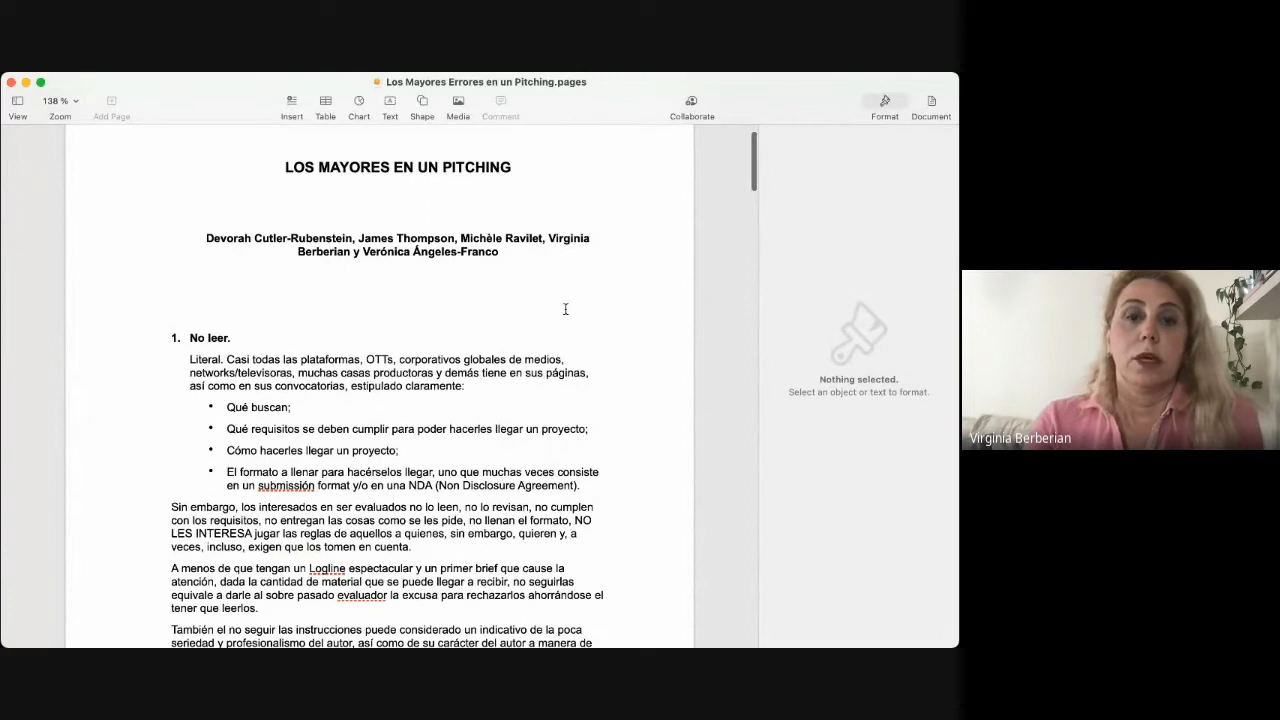 Los Mayores Errores en un Pitching.pages
138 %
View
Zoom
Add Page
Insert
Table
Chart
Text
Shape
Media
Comment
Collaborate
Format
Document
LOS MAYORES EN UN PITCHING
Devorah Cutler-Rubenstein, James Thompson, Michèle Ravilet, Virginia
Berberian y Verónica Ángeles-Franco
1. No leer.
Literal. Casi todas las plataformas, OTTs, corporativos globales de medios,
networks/televisoras, muchas casas productoras y demás tiene en sus páginas,
así como en sus convocatorias, estipulado claramente:
• Qué buscan;
• Qué requisitos se deben cumplir para poder hacerles llegar un proyecto;
• Cómo hacerles llegar un proyecto;
• El formato a llenar para hacérselos llegar, uno que muchas veces consiste
en un submissión format y/o en una NDA (Non Disclosure Agreement).
Sin embargo, los interesados en ser evaluados no lo leen, no lo revisan, no cumplen
con los requisitos, no entregan las cosas como se les pide, no llenan el formato, NO
LES INTERESA jugar las reglas de aquellos a quienes, sin embargo, quieren y, a
veces, incluso, exigen que los tomen en cuenta.
A menos de que tengan un Logline espectacular y un primer brief que cause la
atención, dada la cantidad de material que se puede llegar a recibir, no seguirlas
equivale a darle al sobre pasado evaluador la excusa para rechazarlos ahorrándose el
tener que leerlos.
También el no seguir las instrucciones puede considerado un indicativo de la poca
seriedad y profesionalismo del autor, así como de su carácter del autor a manera de
Nothing selected.
Select an object or text to format.
Virginia Berberian